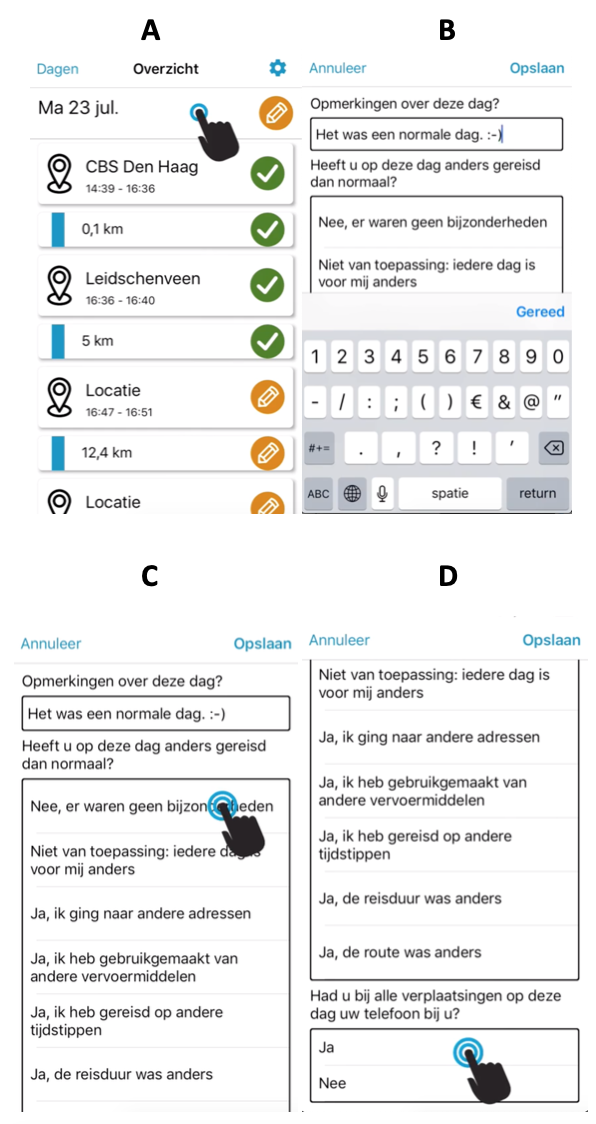 A
Dagen Overzicht
Ma 23 jul.
CBS Den Haag
14:39 - 16:36
0,1 km
Leidschenveen
16:36 - 16:40
5 km
Locatie
16:47 - 16:51
12,4 km
Locatie
B
Annuleer Opslaan
Opmerkingen over deze dag?
Het was een normale dag. :-)
Heeft u op deze dag anders gereisd
dan normaal?
Nee, er waren geen bijzonderheden
Niet van toepassing: iedere dag is
voor mij anders
Gereed
1 2 3 4 5 6 7 8 9 0
- / : ; ( ) € & @ "
#+= . , ? ! ’
ABC spatie return
C
Annuleer Opslaan
Opmerkingen over deze dag?
Het was een normale dag. :-)
Heeft u op deze dag anders gereisd
dan normaal?
Nee, er waren geen bijzonderheden
Niet van toepassing: iedere dag is
voor mij anders
Ja, ik ging naar andere adressen
Ja, ik heb gebruikgemaakt van
andere vervoermiddelen
Ja, ik heb gereisd op andere
tijdstippen
Ja, de reisduur was anders
D
Annuleer Opslaan
Niet van toepassing: iedere dag is
voor mij anders
Ja, ik ging naar andere adressen
Ja, ik heb gebruikgemaakt van
andere vervoermiddelen
Ja, ik heb gereisd op andere
tijdstippen
Ja, de reisduur was anders
Ja, de route was anders
Had u bij alle verplaatsingen op deze
dag uw telefoon bij u?
Ja
Nee